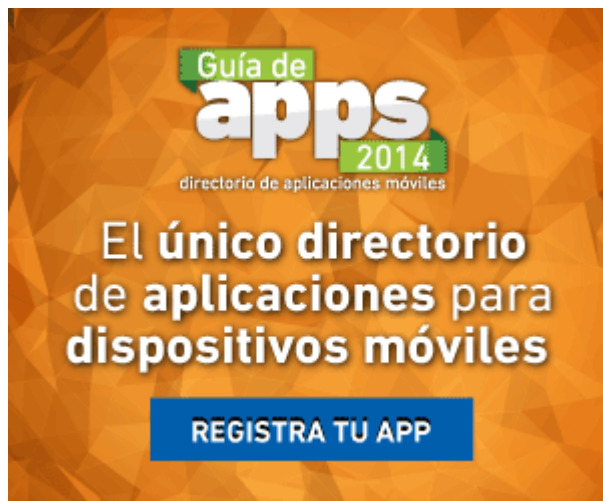 Guía de
apps
2014
directorio de aplicaciones móviles
El único directorio
de aplicaciones para
dispositivos móviles
REGISTRA TU APP